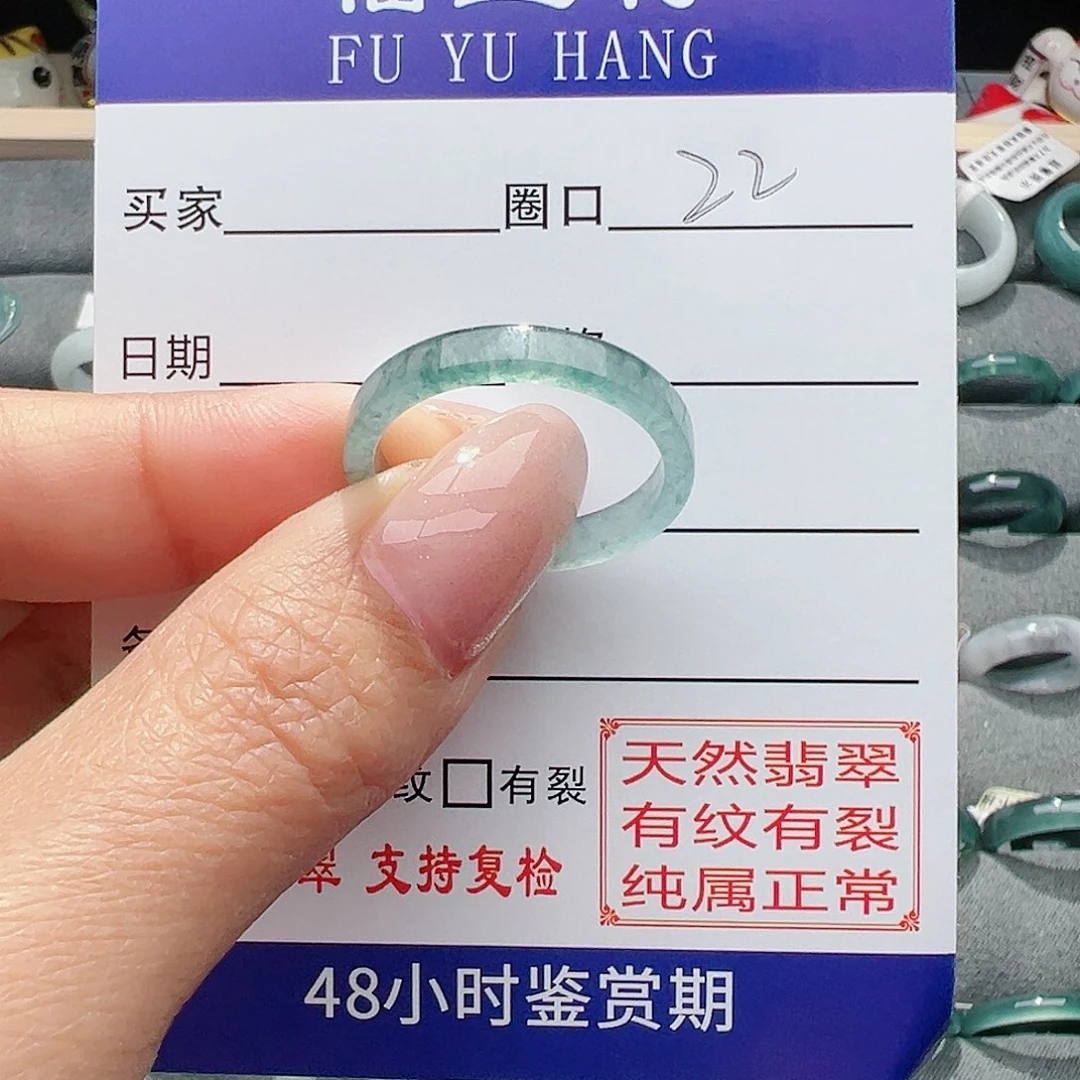 FU YU HANG
买家 圈口 22
日期
纹 有裂
翠 支持复检
天然翡翠
有纹有裂
纯属正常
48小时鉴赏期